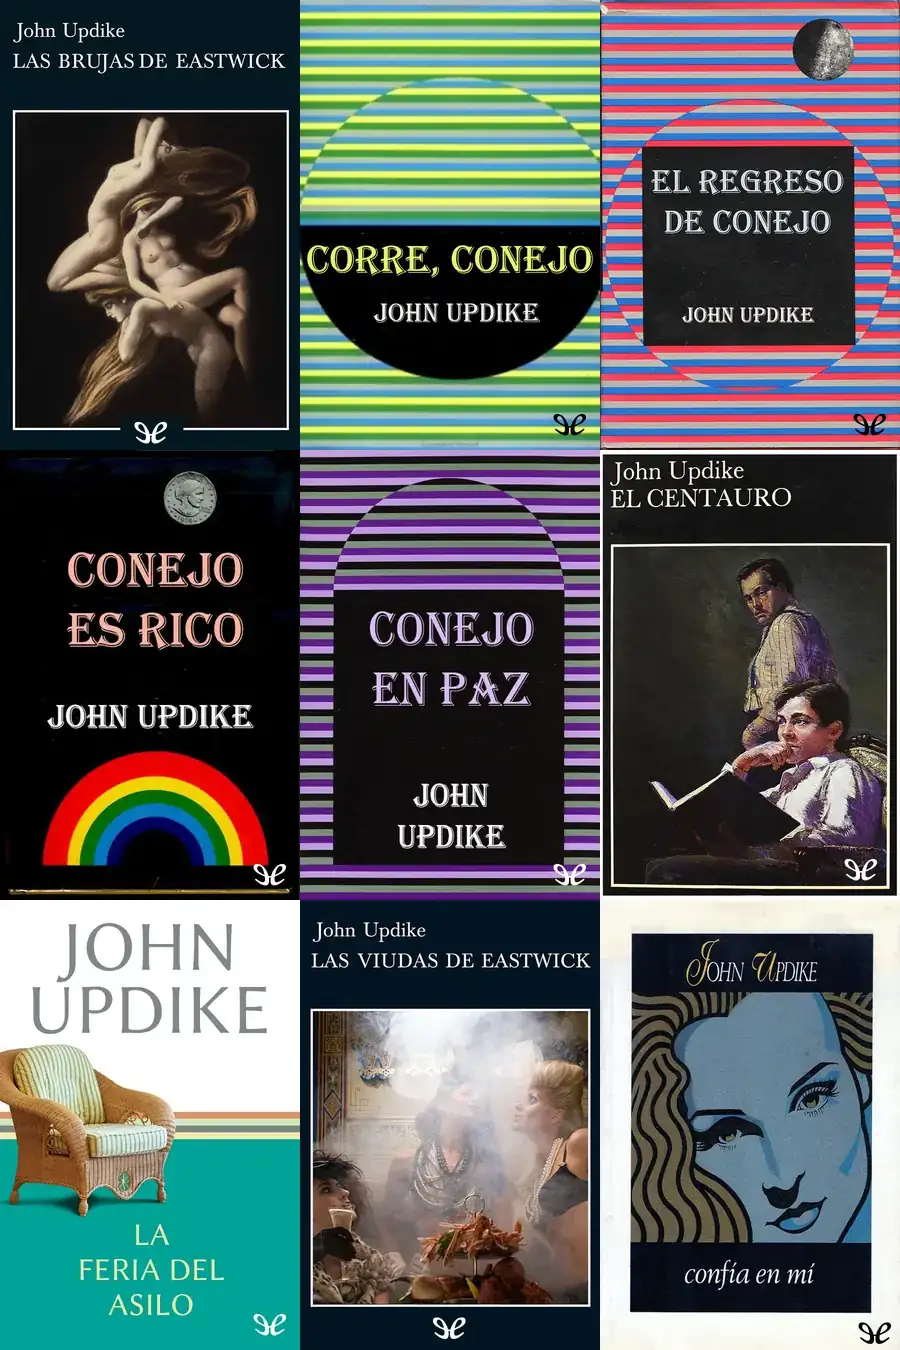 John Updike
LAS BRUJAS DE EASTWICK
CORRE, CONEJO
JOHN UPDIKE
EL REGRESO
DE CONEJO
JOHN UPDIKE
CONEJO
ES RICO
JOHN UPDIKE
CONEJO
EN PAZ
JOHN
UPDIKE
John Updike
EL CENTAURO
JOHN
UPDIKE
LA
FERIA DEL
ASILO
John Updike
LAS VIUDAS DE EASTWICK
John Updike
confía en mí